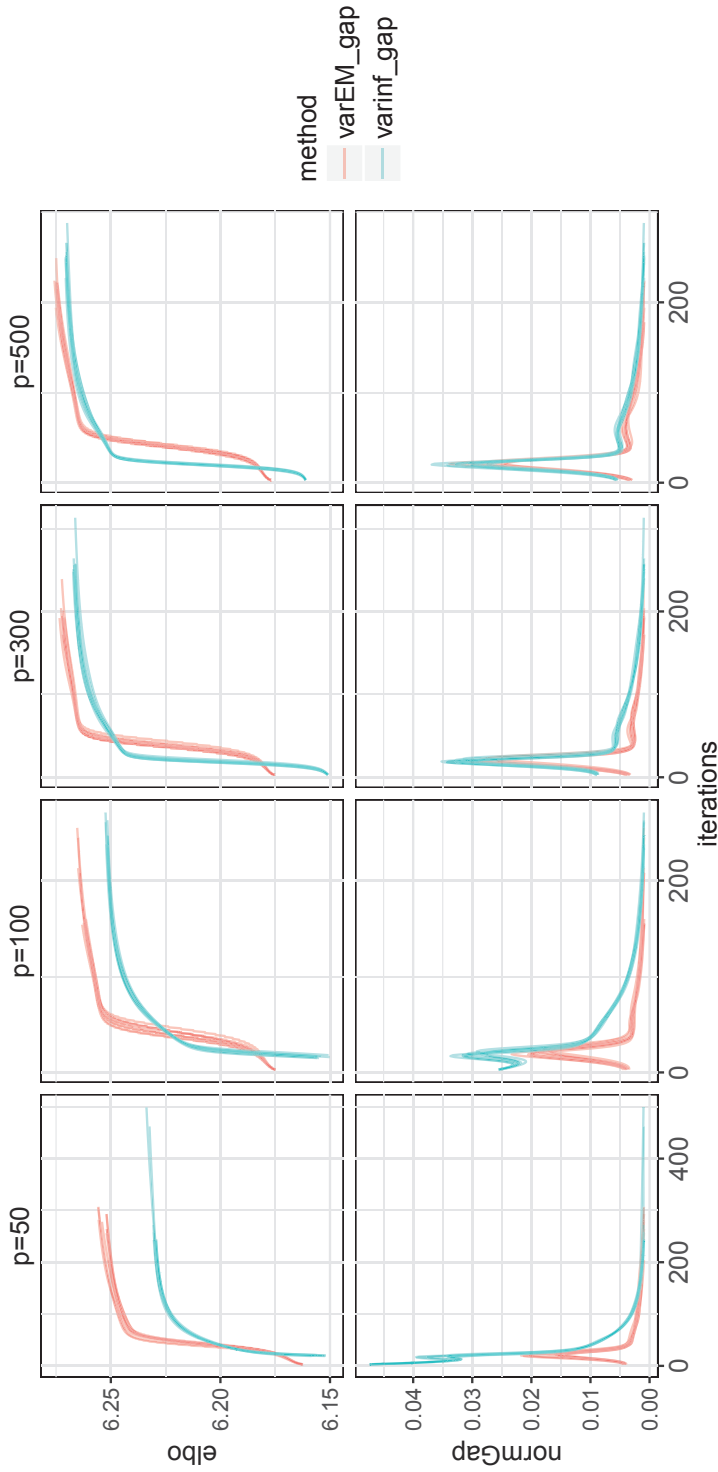 p=50
p=100
p=300
p=500
elbo
6.25
6.20
6.15
normGap
0.04
0.03
0.02
0.01
0.00
0
200
400
0
200
0
200
0
200
iterations
method
varEM_gap
varinf_gap